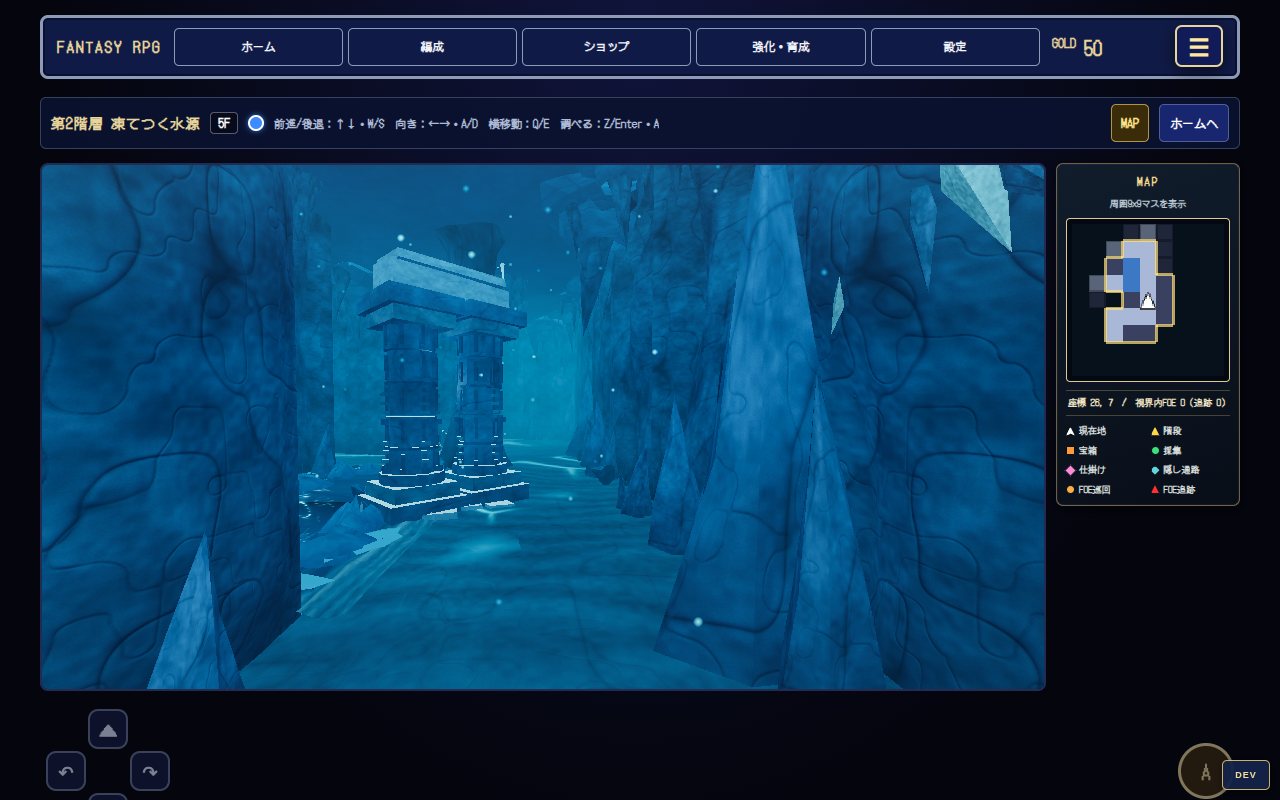 FANTASY RPG
ホーム
編成
ショップ
強化・育成
設定
GOLD 50
第2階層 凍てつく水源
5F
前進/後退：↑↓・W/S 向き：←→・A/D 横移動：Q/E 調べる：Z/Enter・A
MAP
ホームへ
MAP
周囲9x9マスを表示
座標 26, 7 / 視界内FOE 0 (追跡 0)
現在地
階段
宝箱
採集
仕掛け
隠し通路
FOE巡回
FOE追跡
A
DEV